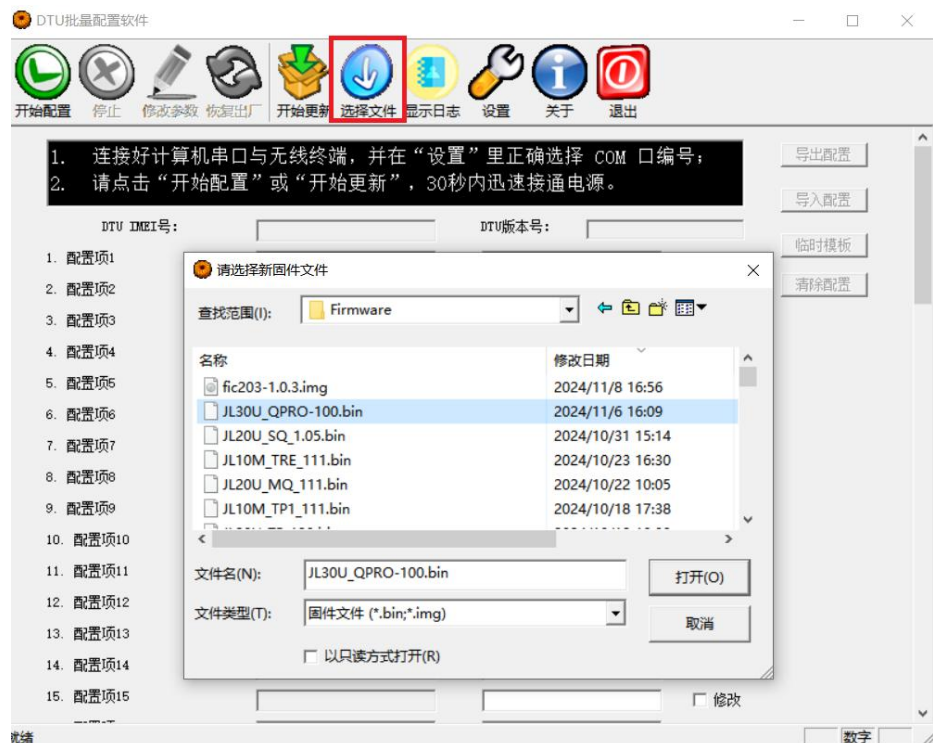 DTU批量配置软件
开始配置 停止 修改参数 恢复出厂 开始更新 选择文件 显示日志 设置 关于 退出
1. 连接好计算机串口与无线终端，并在“设置”里正确选择 COM 口编号；
2. 请点击“开始配置”或“开始更新”，30秒内迅速接通电源。
导出配置
导入配置
临时模板
清除配置
DTU IMEI号: DTU版本号:
1. 配置项1
2. 配置项2
3. 配置项3
4. 配置项4
5. 配置项5
6. 配置项6
7. 配置项7
8. 配置项8
9. 配置项9
10. 配置项10
11. 配置项11
12. 配置项12
13. 配置项13
14. 配置项14
15. 配置项15 修改
请选择新固件文件
查找范围(I): Firmware
名称 修改日期
fic203-1.0.3.img 2024/11/8 16:56
JL30U_QPRO-100.bin 2024/11/6 16:09
JL20U_SQ_1.05.bin 2024/10/31 15:14
JL10M_TRE_111.bin 2024/10/23 16:30
JL20U_MQ_111.bin 2024/10/22 10:05
JL10M_TP1_111.bin 2024/10/18 17:38
文件名(N): JL30U_QPRO-100.bin 打开(O)
文件类型(T): 固件文件 (*.bin;*.img) 取消
以只读方式打开(R)
就绪 数字